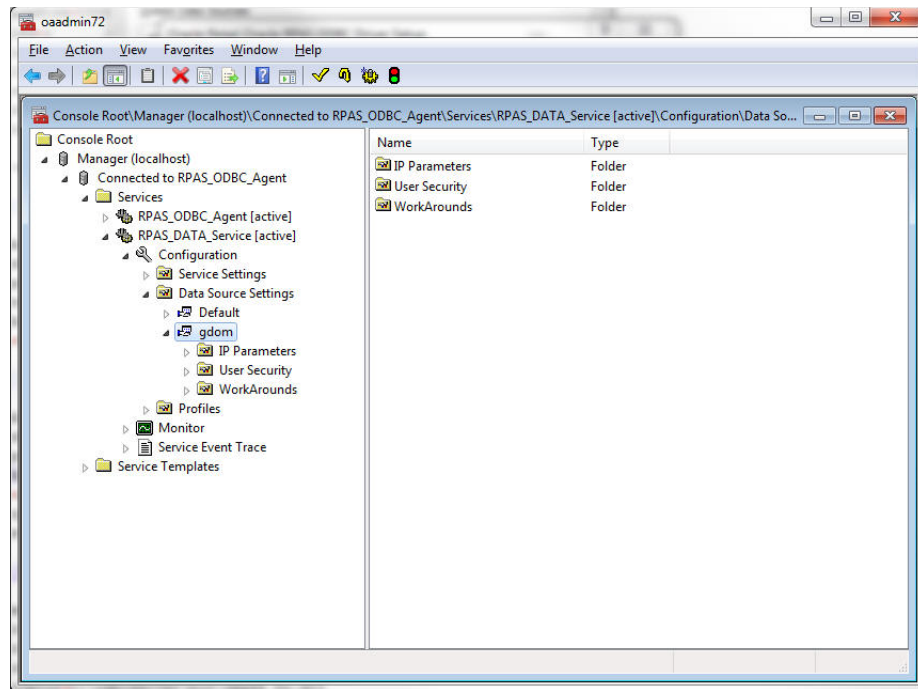 oaadmin72
File Action View Favorites Window Help
Console Root\Manager (localhost)\Connected to RPAS_ODBC_Agent\Services\RPAS_DATA_Service [active]\Configuration\Data So...
Console Root
Manager (localhost)
Connected to RPAS_ODBC_Agent
Services
RPAS_ODBC_Agent [active]
RPAS_DATA_Service [active]
Configuration
Service Settings
Data Source Settings
Default
gdom
IP Parameters
User Security
WorkArounds
Profiles
Monitor
Service Event Trace
Service Templates
Name Type
IP Parameters Folder
User Security Folder
WorkArounds Folder